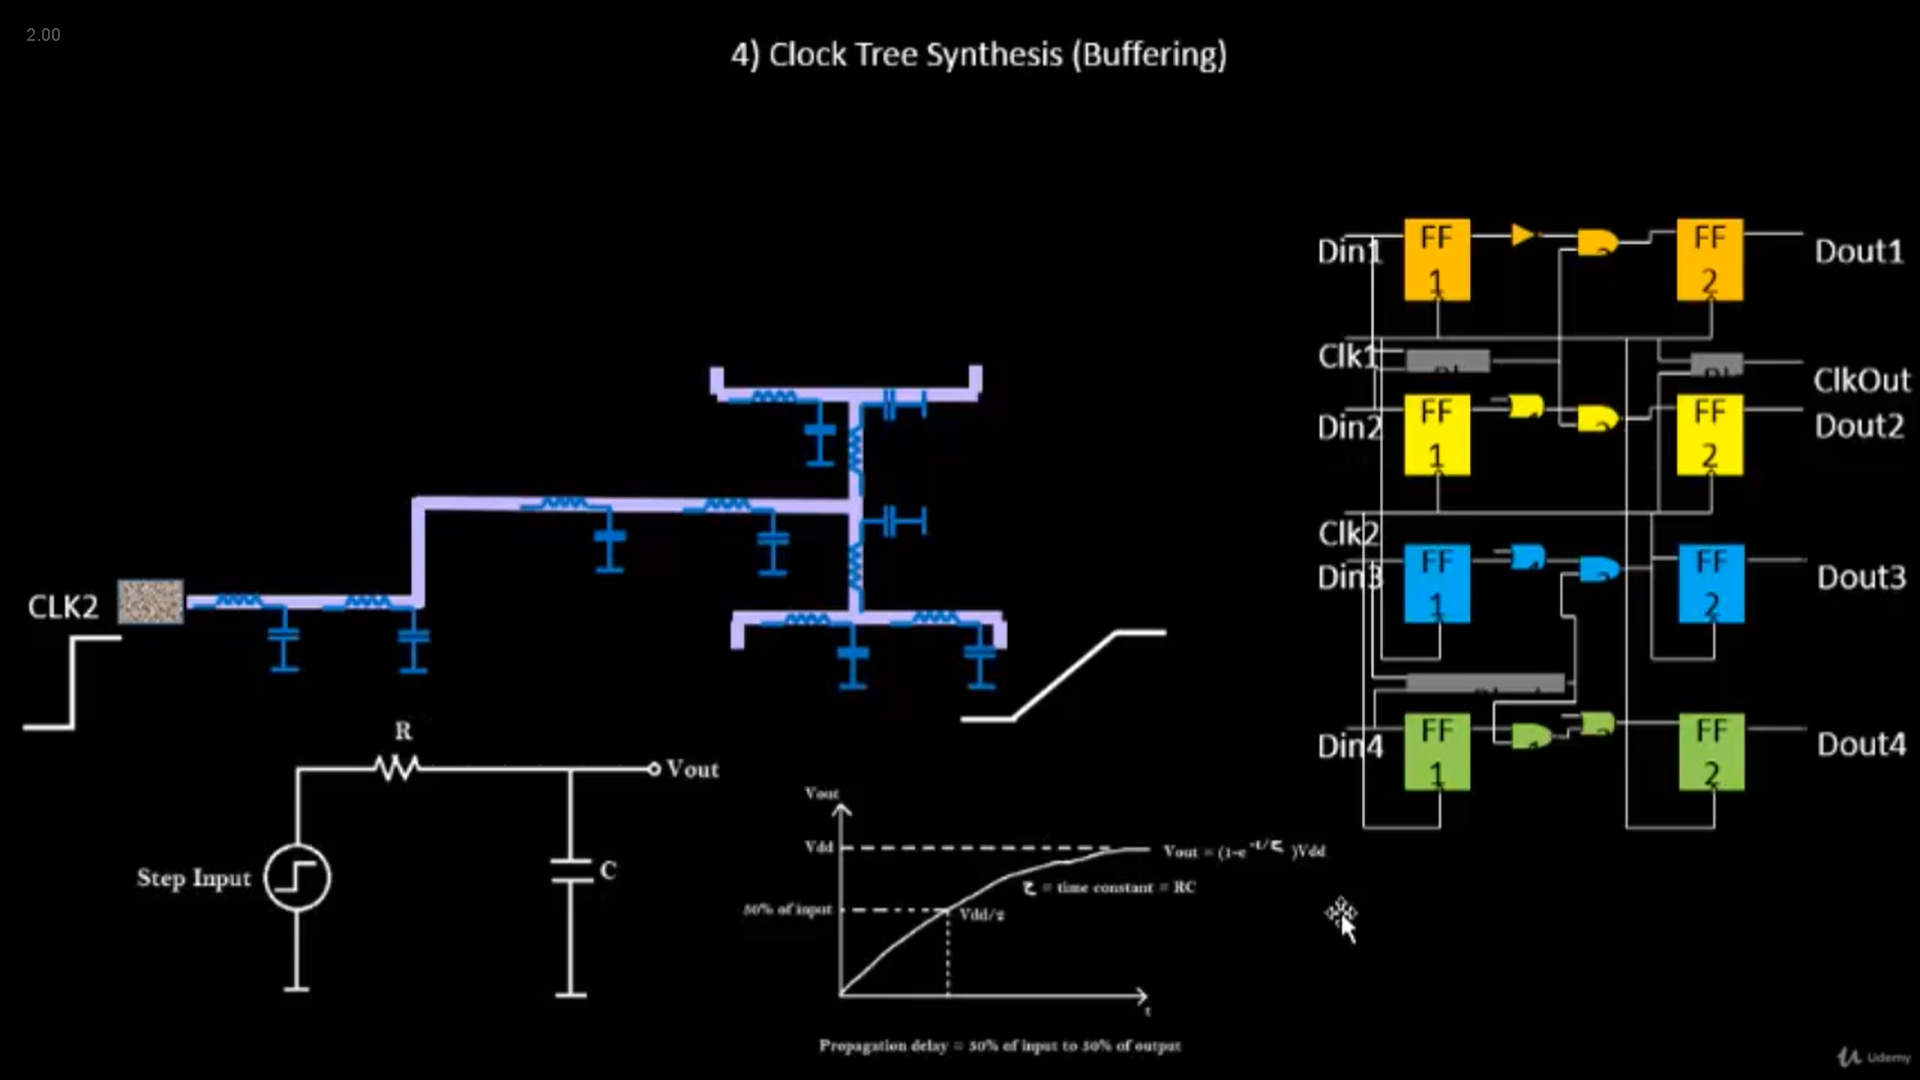 2.00
4) Clock Tree Synthesis (Buffering)
Din1
FF
1
FF
2
Dout1
Clk1
ClkOut
Din2
FF
1
FF
2
Dout2
Clk2
Din3
FF
1
FF
2
Dout3
CLK2
Din4
FF
1
FF
2
Dout4
R
Vout
Step Input
C
Vout
Vdd
Vout = (1-e^-t/τ)Vdd
τ = time constant = RC
50% of input
Vdd/2
t
Propagation delay = 50% of input to 50% of output
Udemy